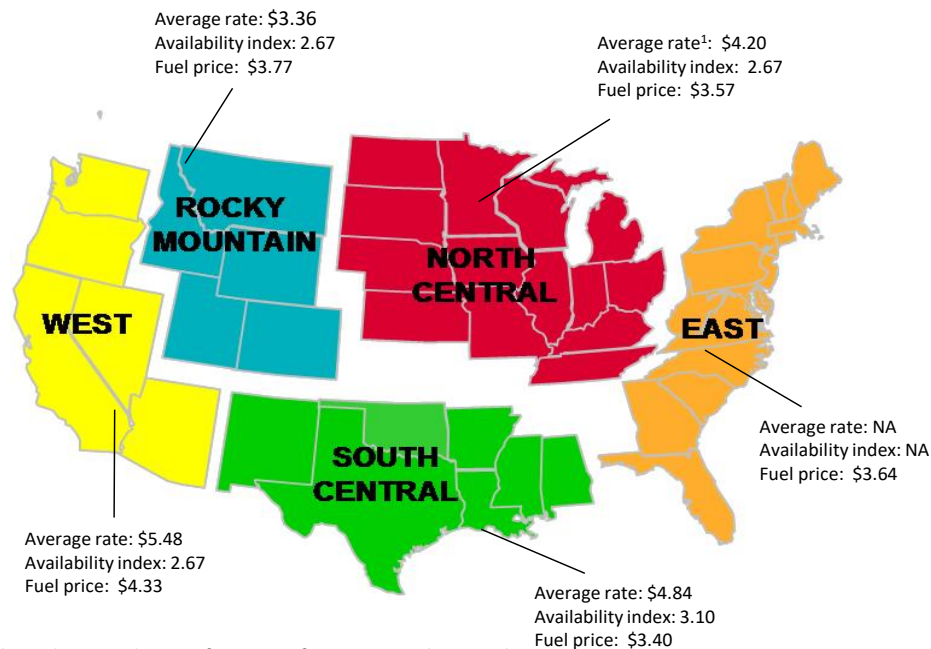 Average rate: $3.36
Availability index: 2.67
Fuel price: $3.77
Average rate¹: $4.20
Availability index: 2.67
Fuel price: $3.57
ROCKY
MOUNTAIN
NORTH
CENTRAL
WEST
EAST
SOUTH
CENTRAL
Average rate: NA
Availability index: NA
Fuel price: $3.64
Average rate: $5.48
Availability index: 2.67
Fuel price: $4.33
Average rate: $4.84
Availability index: 3.10
Fuel price: $3.40